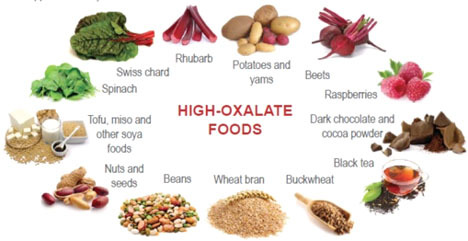 Swiss chard
Rhubarb
Potatoes and
yams
Beets
Spinach
Raspberries
HIGH-OXALATE
FOODS
Tofu, miso and
other soya
foods
Dark chocolate and
cocoa powder
Black tea
Nuts and
seeds
Beans
Wheat bran
Buckwheat